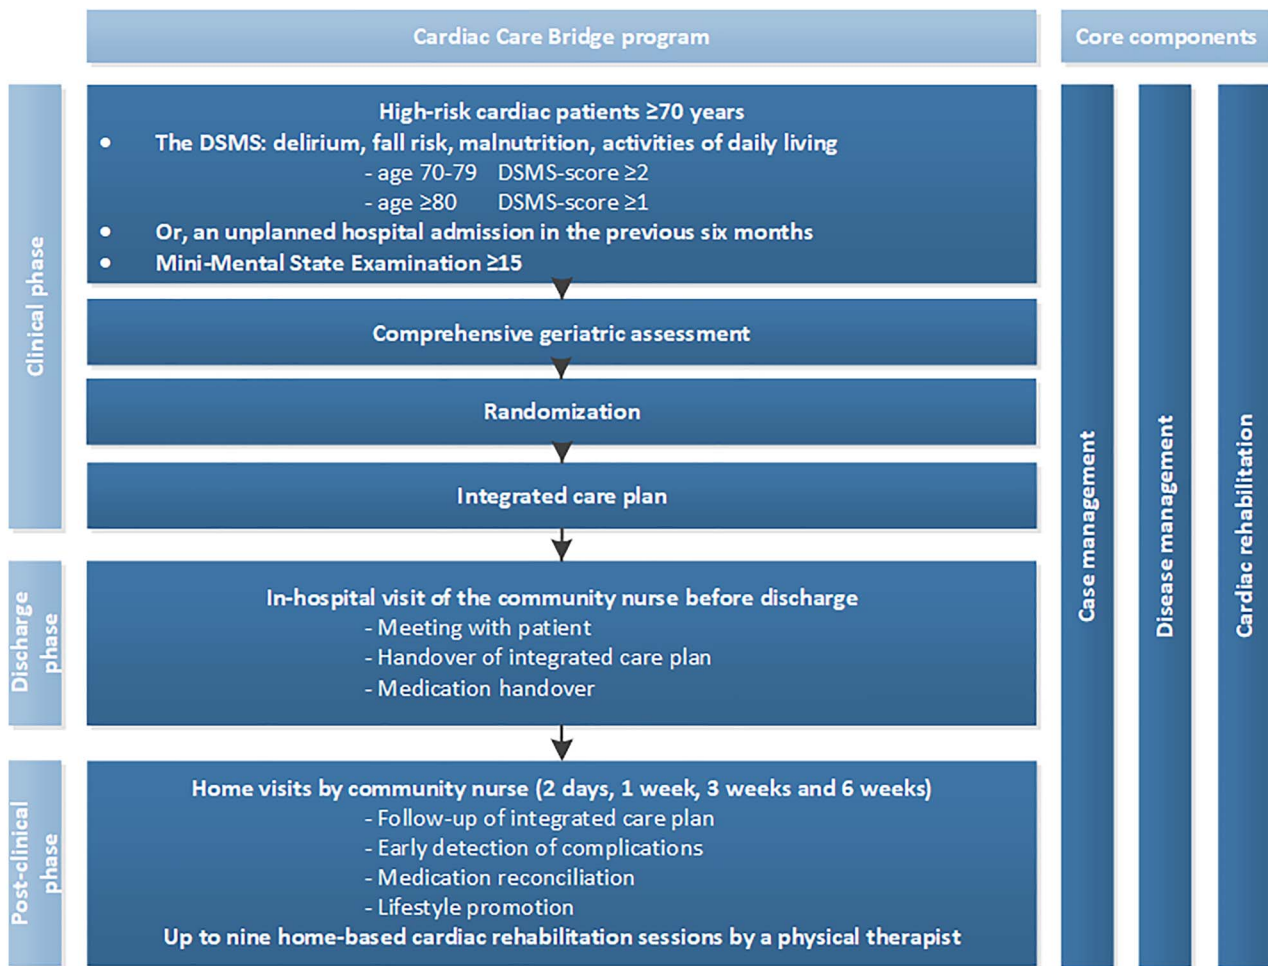 Cardiac Care Bridge program
Core components
Clinical phase
High-risk cardiac patients ≥70 years
• The DSMS: delirium, fall risk, malnutrition, activities of daily living
- age 70-79 DSMS-score ≥2
- age ≥80 DSMS-score ≥1
• Or, an unplanned hospital admission in the previous six months
• Mini-Mental State Examination ≥15
Comprehensive geriatric assessment
Randomization
Integrated care plan
Discharge
phase
In-hospital visit of the community nurse before discharge
- Meeting with patient
- Handover of integrated care plan
- Medication handover
Post-clinical
phase
Home visits by community nurse (2 days, 1 week, 3 weeks and 6 weeks)
- Follow-up of integrated care plan
- Early detection of complications
- Medication reconciliation
- Lifestyle promotion
Up to nine home-based cardiac rehabilitation sessions by a physical therapist
Case management
Disease management
Cardiac rehabilitation